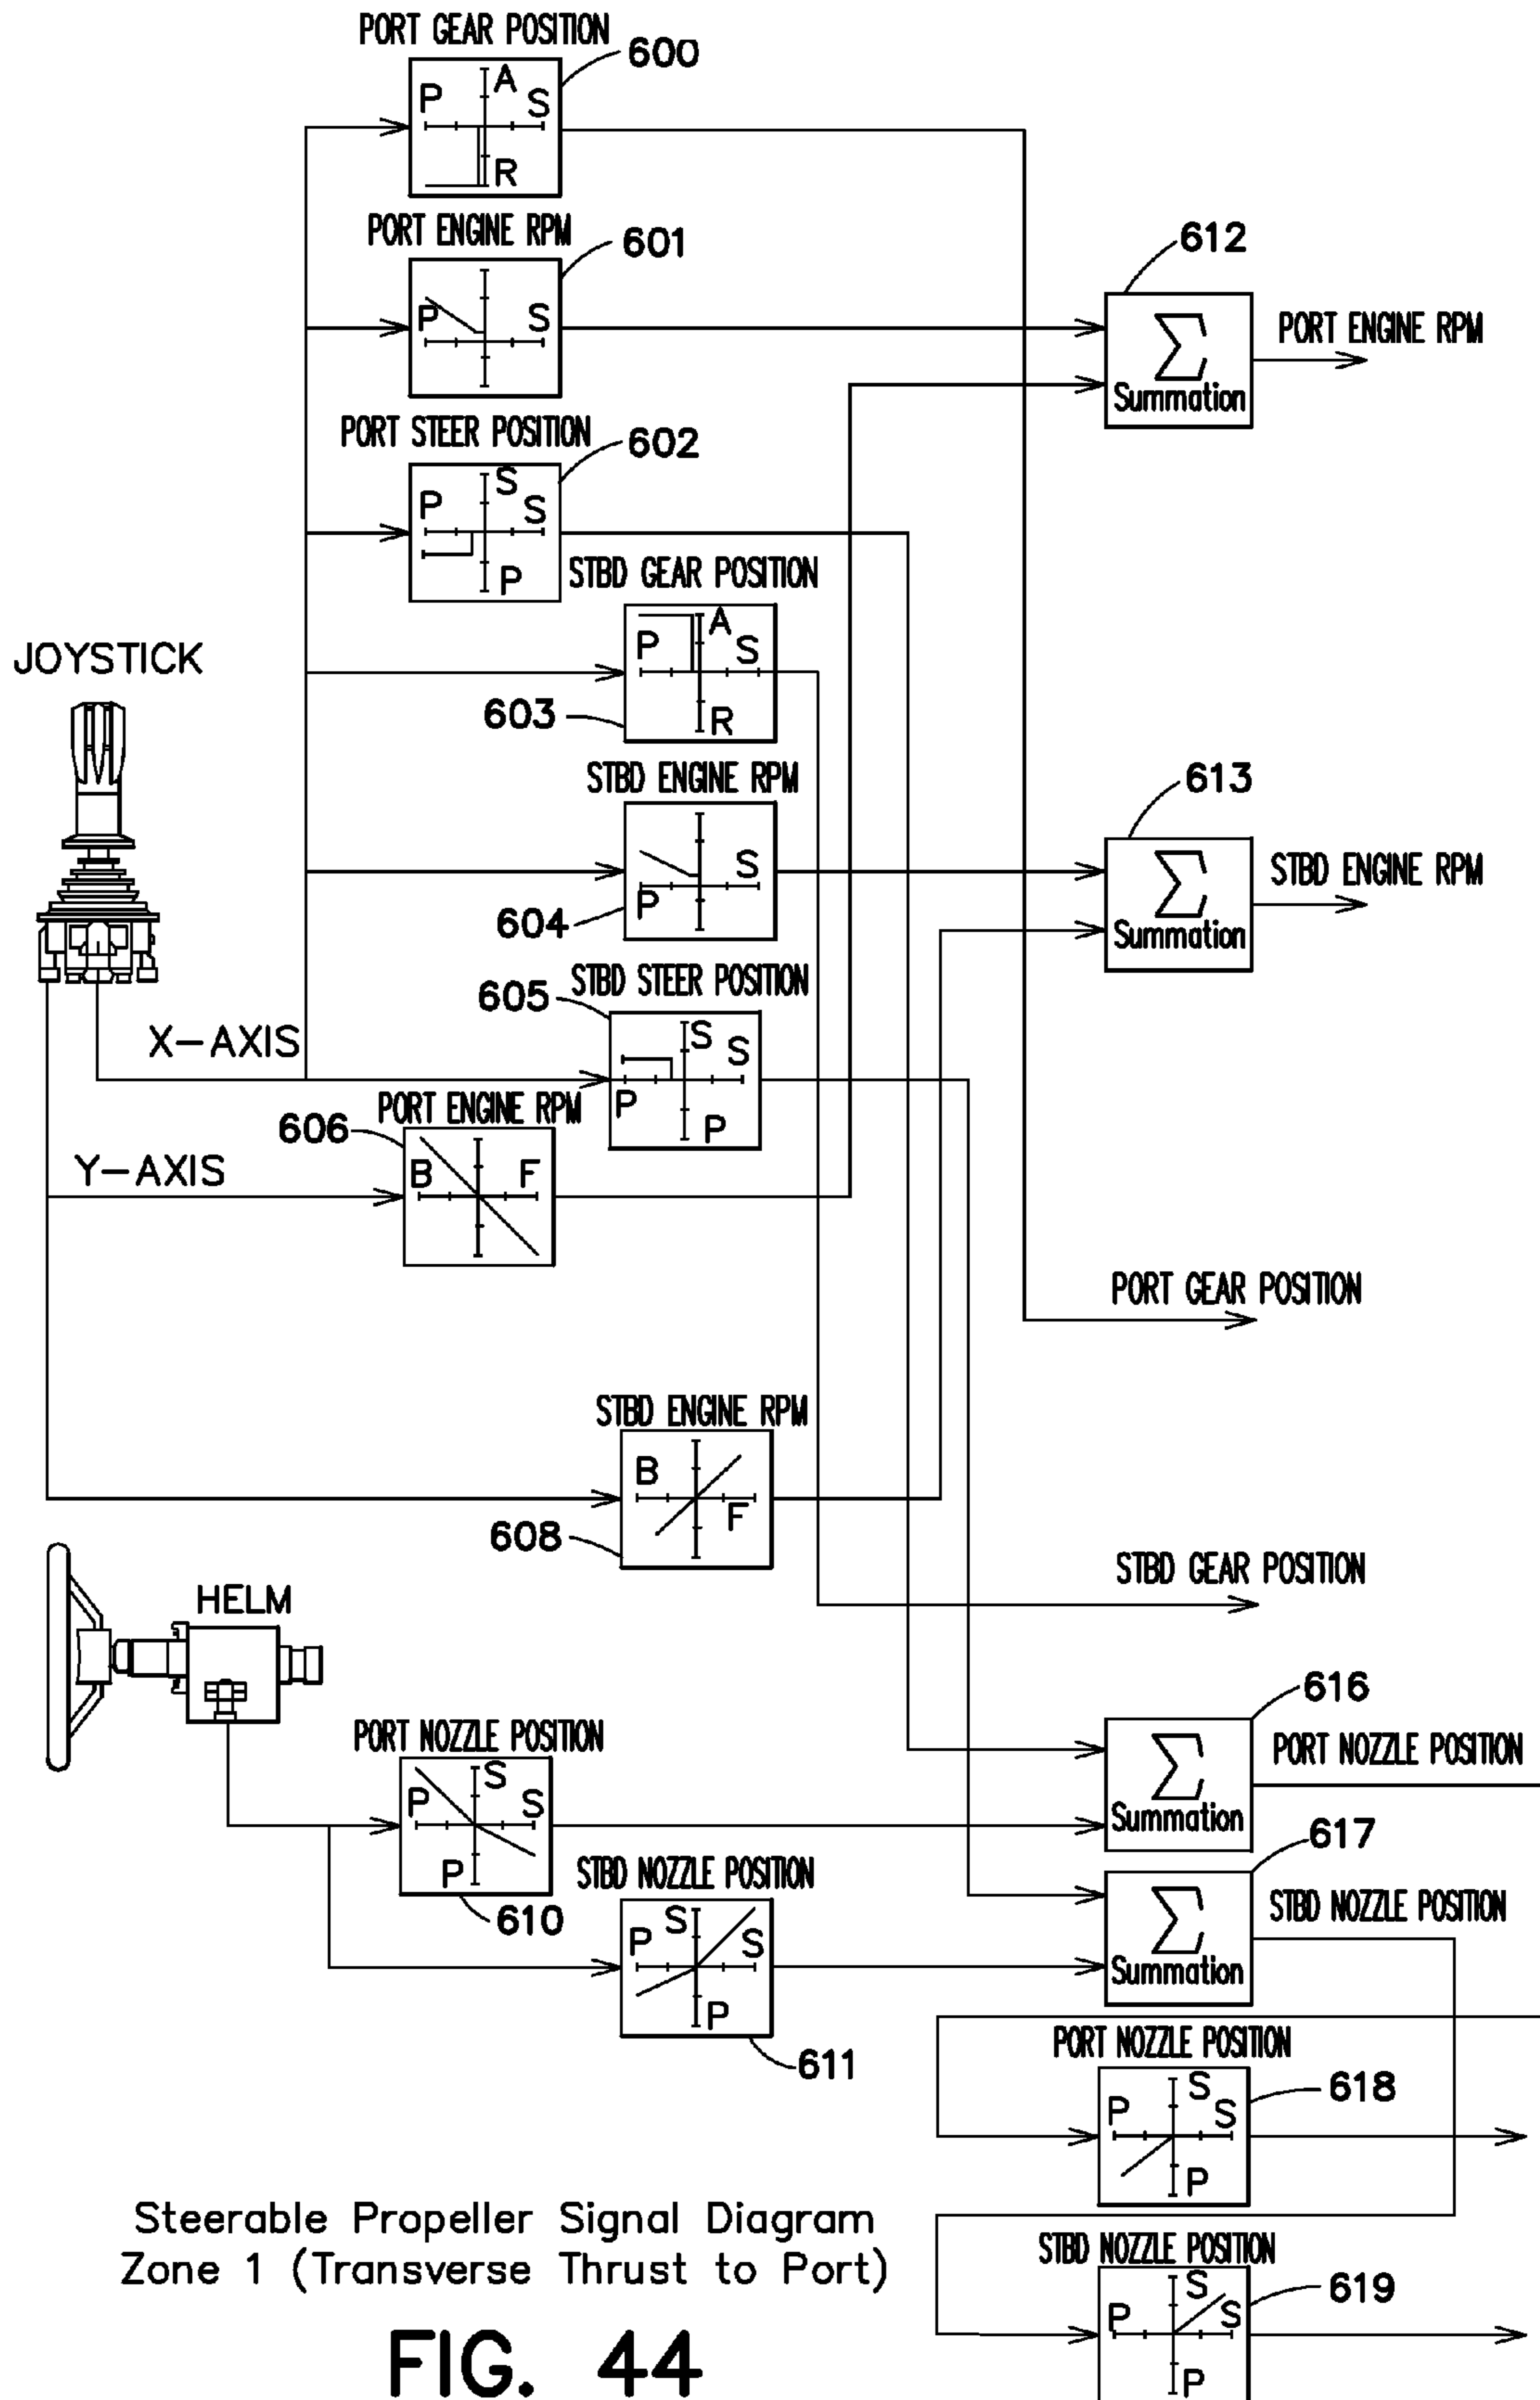 PORT GEAR POSITION
600
P A S
R
PORT ENGINE RPM
601
P S
612
Σ
Summation
PORT ENGINE RPM
PORT STEER POSITION
602
P S S
P
STBD GEAR POSITION
P A S
R
603
JOYSTICK
STBD ENGINE RPM
S
P
604
613
Σ
Summation
STBD ENGINE RPM
STBD STEER POSITION
605
S S
P P
X-AXIS
PORT ENGINE RPM
606
B F
Y-AXIS
PORT GEAR POSITION
STBD ENGINE RPM
B
F
608
STBD GEAR POSITION
HELM
PORT NOZZLE POSITION
P S S
P
610
616
Σ
Summation
PORT NOZZLE POSITION
STBD NOZZLE POSITION
P S S
P
611
617
Σ
Summation
STBD NOZZLE POSITION
PORT NOZZLE POSITION
618
P S S
P
STBD NOZZLE POSITION
619
P S S
P
Steerable Propeller Signal Diagram
Zone 1 (Transverse Thrust to Port)
FIG. 44